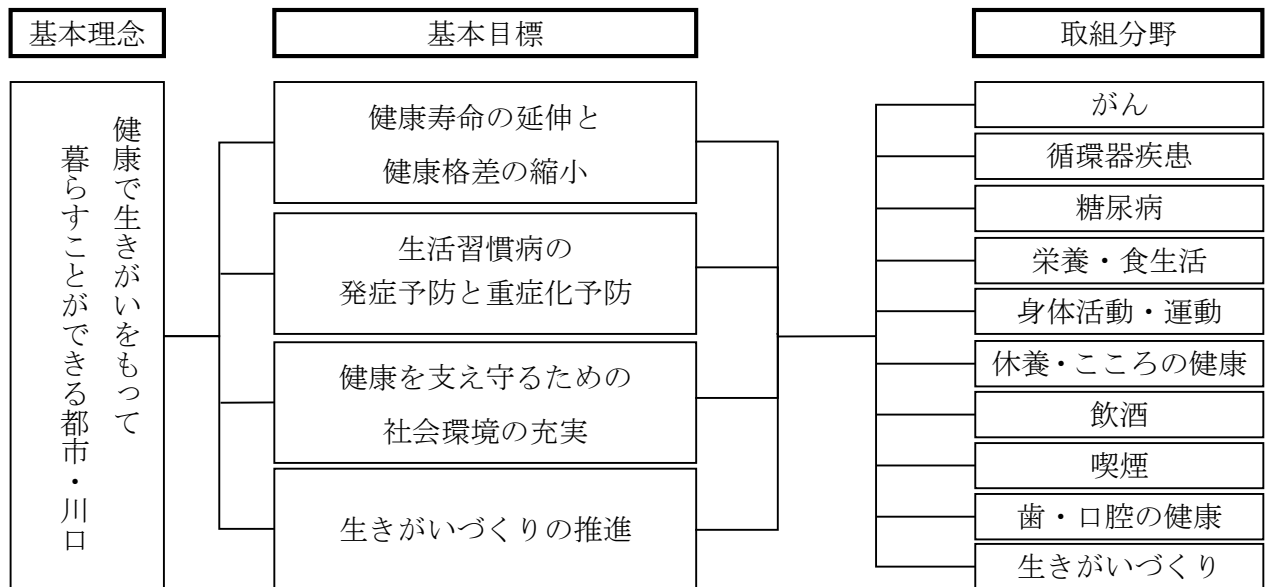 基本理念
基本目標
取組分野
健康で生きがいをもって
暮らすことができる都市・川口
健康寿命の延伸と
健康格差の縮小
生活習慣病の
発症予防と重症化予防
健康を支え守るための
社会環境の充実
生きがいづくりの推進
がん
循環器疾患
糖尿病
栄養・食生活
身体活動・運動
休養・こころの健康
飲酒
喫煙
歯・口腔の健康
生きがいづくり